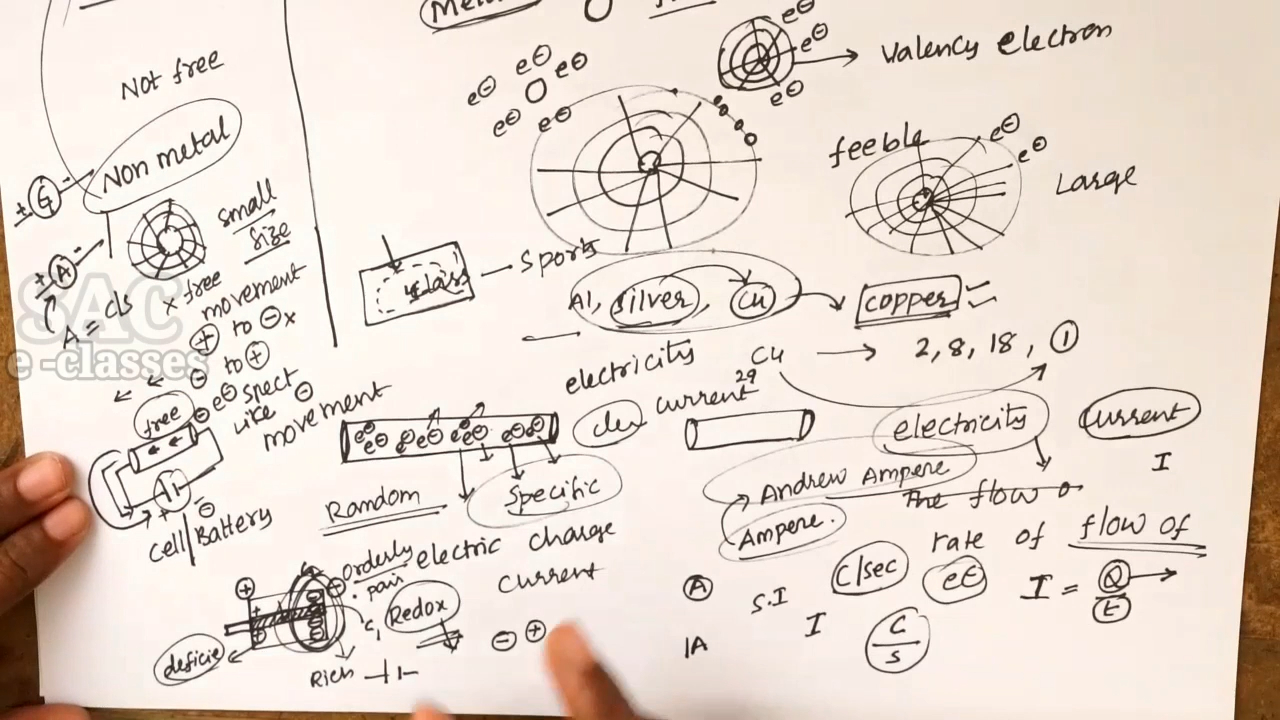 Not free
Non metal
± G -
± A -
A = c/s
small
size
x free
movement
+ to - x
- to +
free
e⊖ spect
like ⊖
movement
Cell/Battery
SAC
e -classes
e⊖ e⊖ e⊖ e⊖ e⊖
e⊖ e⊖ e⊖
Valency electron
feeble
e⊖
e⊖
Large
class
sports
Al, silver, Cu
copper
electricity
Cu 29
2, 8, 18, 1
current
electricity
current
I
Random
Specific
Andrew Ampere
The flow o
Ampere.
orderly
pair
electric charge
current
rate of flow of
A
S.I
C/sec
e⊖
I = Q/t
deficie
Redox
Rich
⊖ ⊕
1A
I
C/s